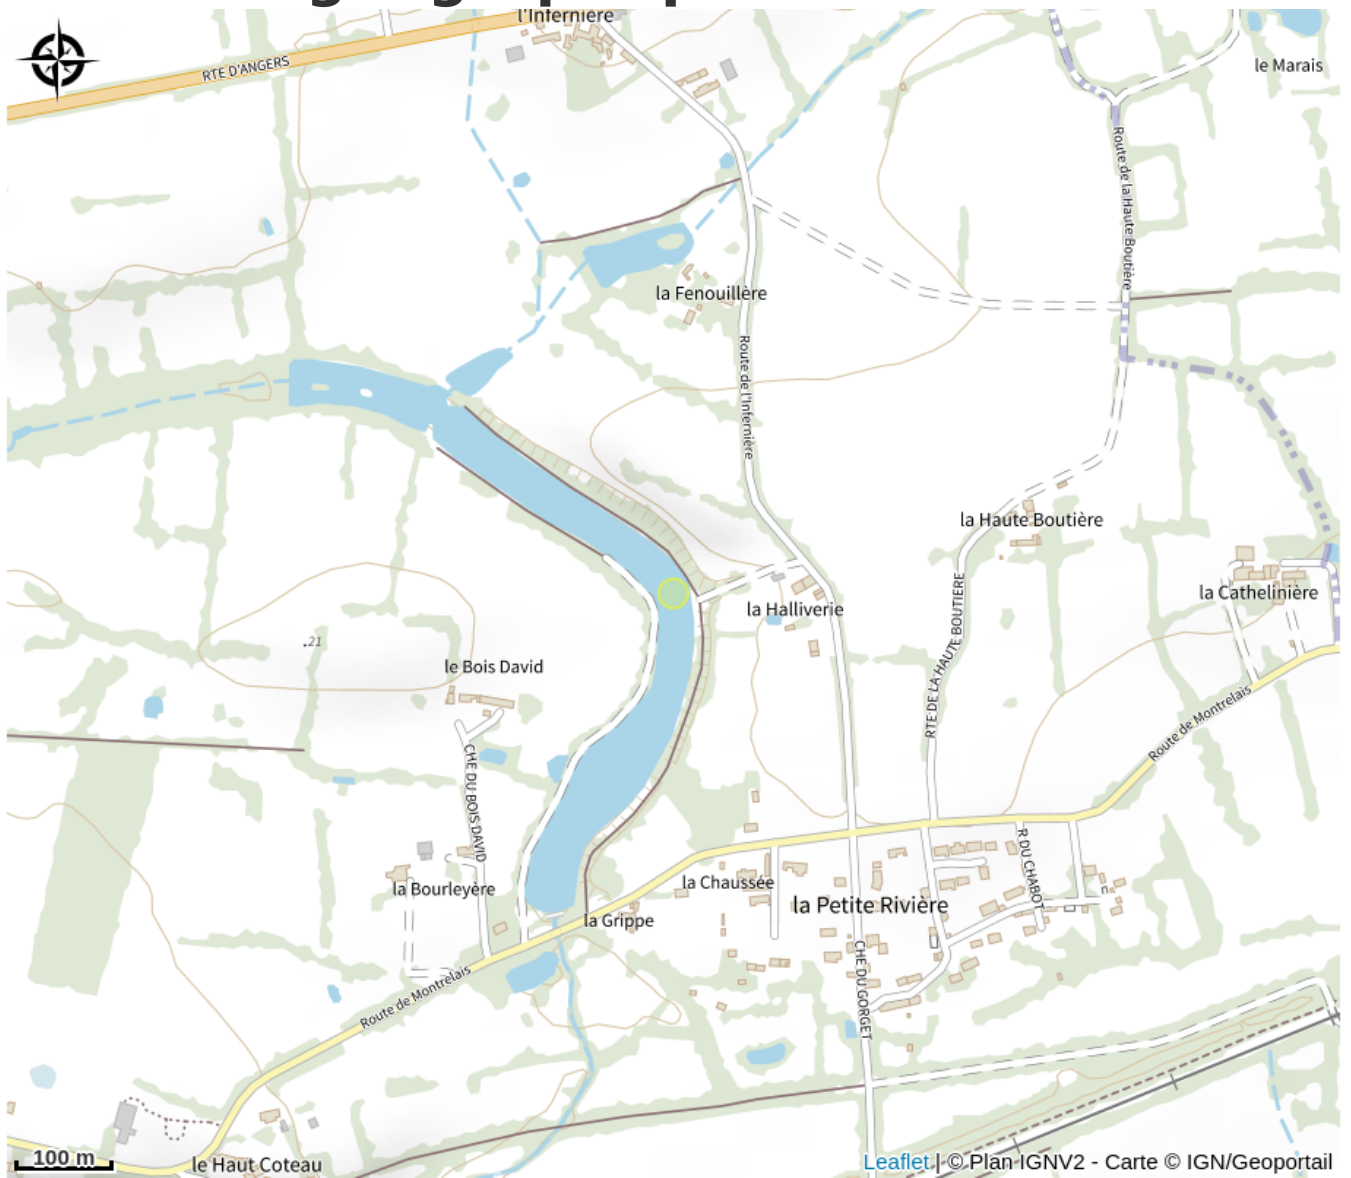 l'Infernière
RTE D'ANGERS
le Marais
Route de la Haute Boutière
la Fenouillère
Route de l'Infernière
la Haute Boutière
la Cathelinière
la Halliverie
RTE DE LA HAUTE BOUTIERE
.21
le Bois David
Route de Montrelais
CHE DU BOIS DAVID
R DU CHABOT
la Chaussée
la Bourleyère
la Petite Rivière
la Grippe
CHE DU GORGET
Route de Montrelais
100 m
le Haut Coteau
Leaflet | © Plan IGNV2 - Carte © IGN/Geoportail